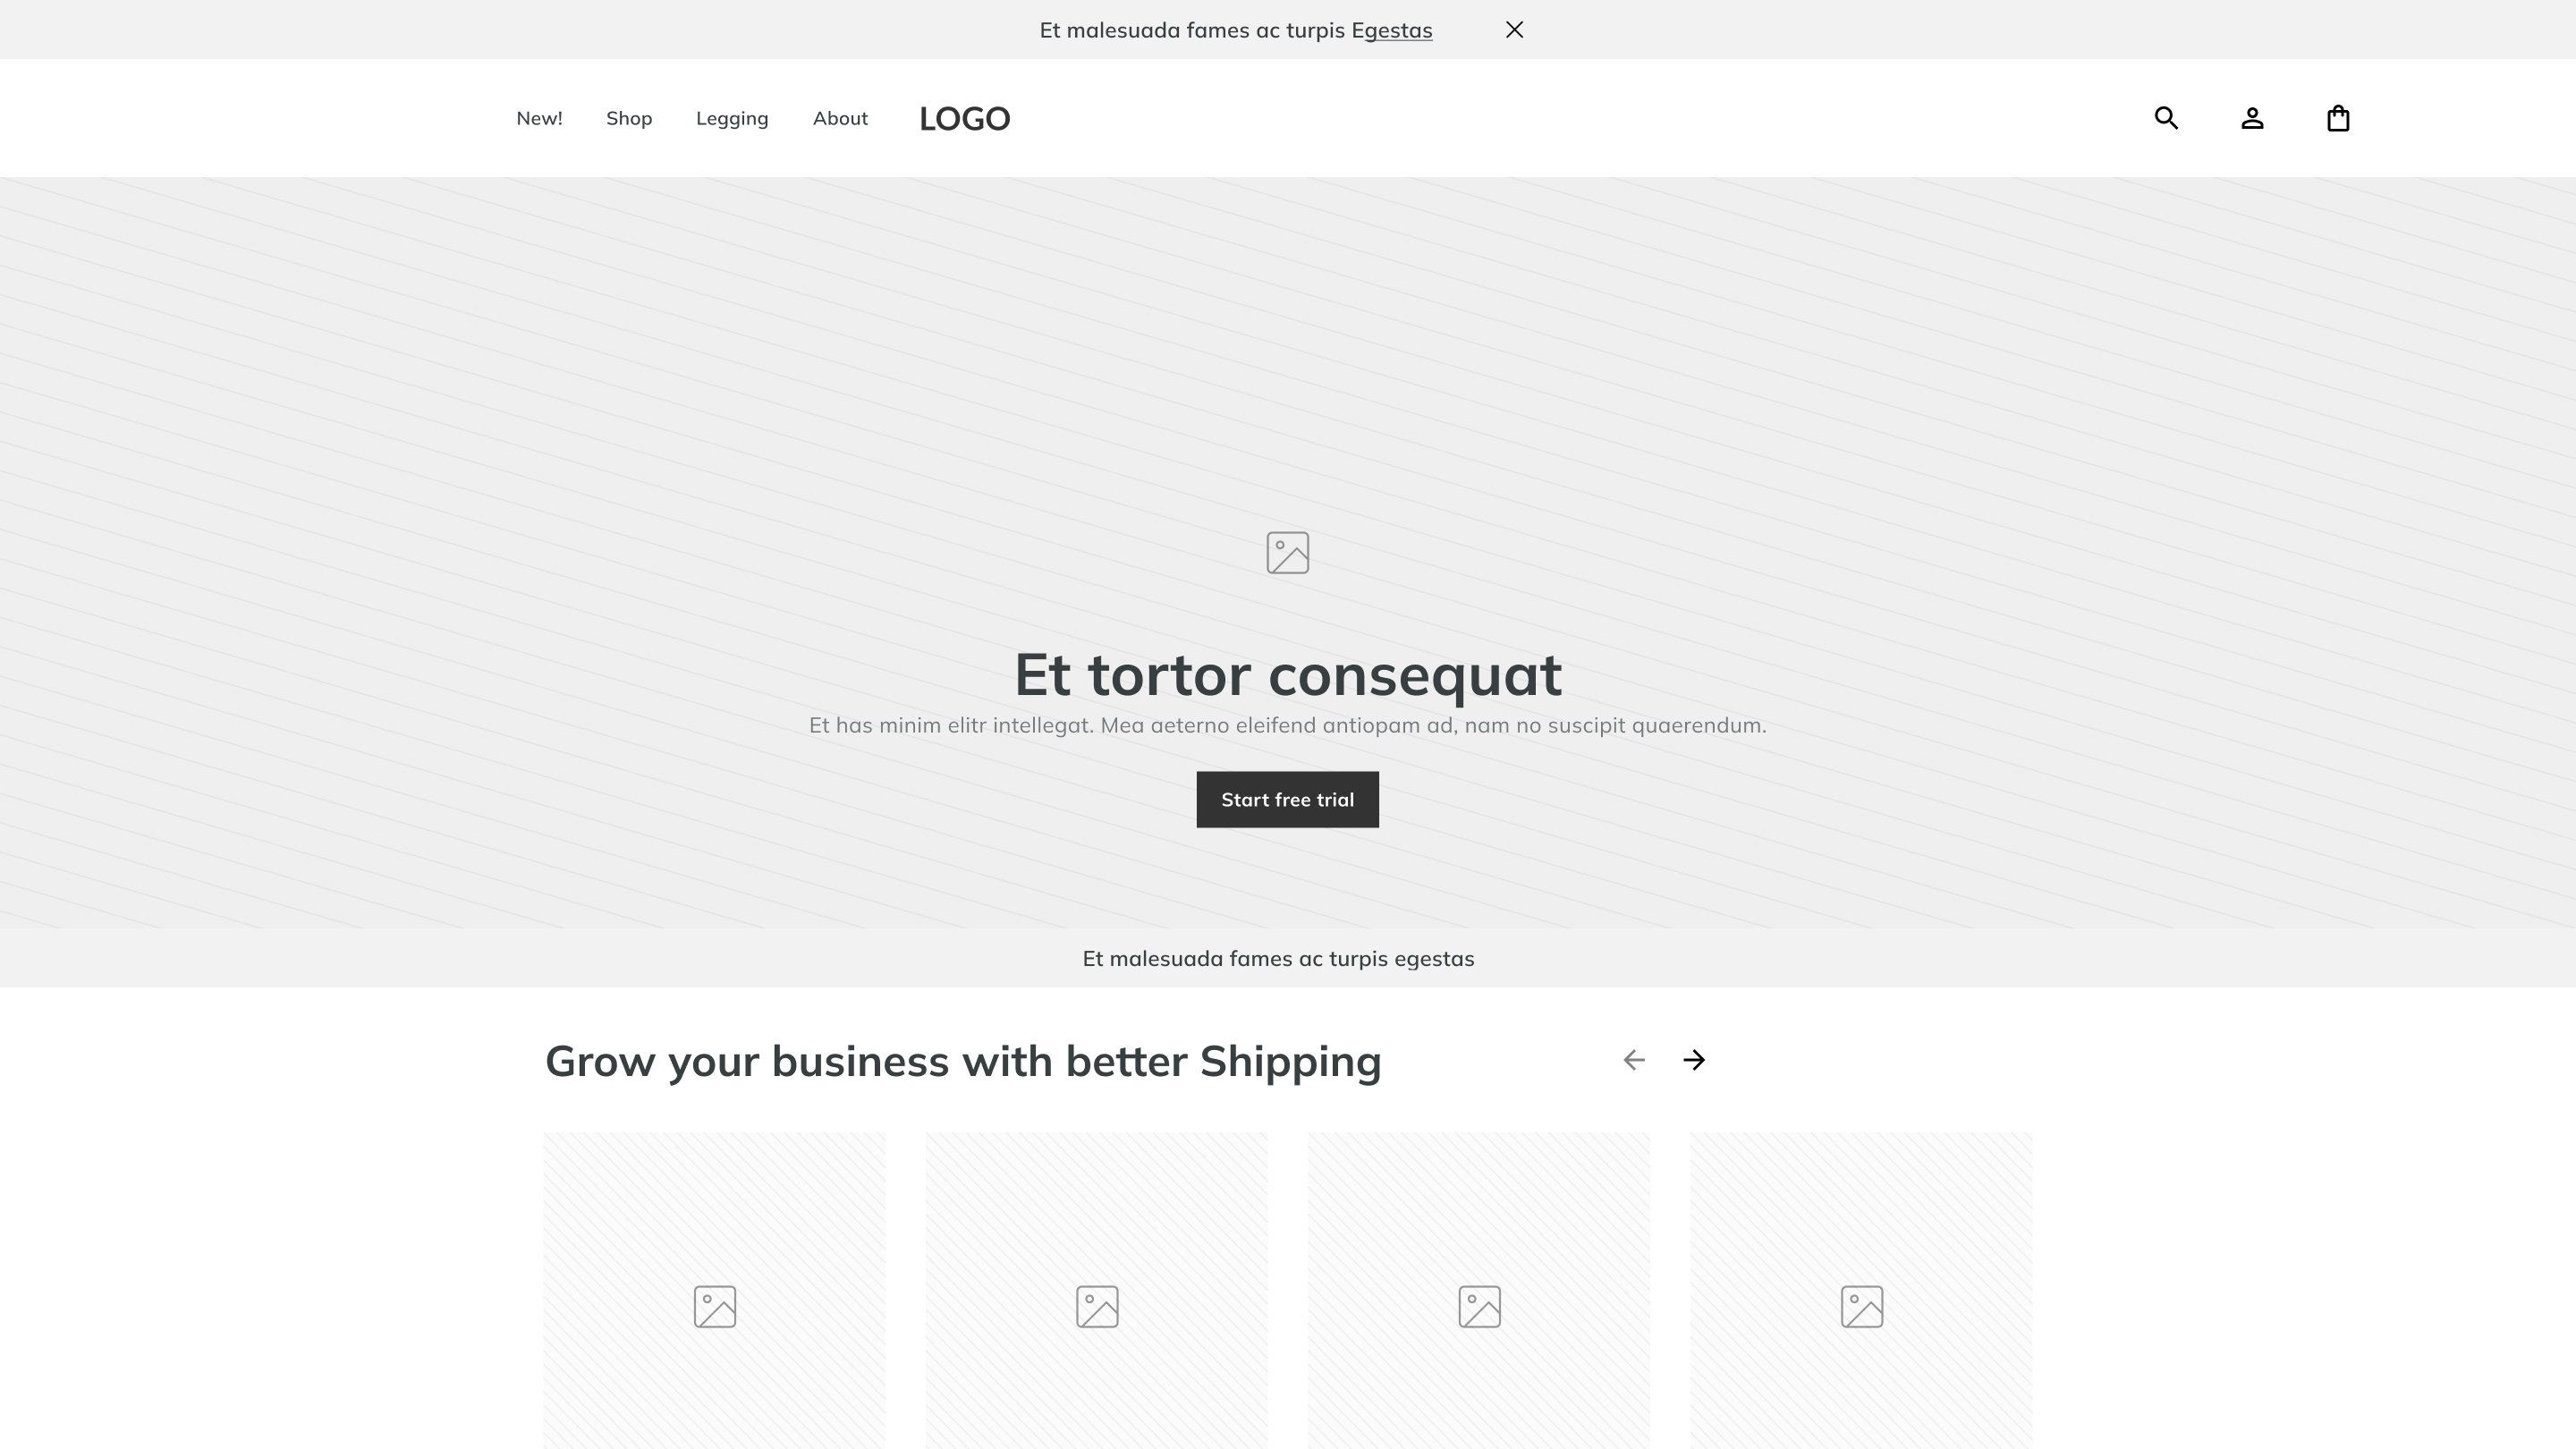 Et malesuada fames ac turpis Egestas
New! Shop Legging About LOGO
Et tortor consequat
Et has minim elitr intellegat. Mea aeterno eleifend antiopam ad, nam no suscipit quaerendum.
Start free trial
Et malesuada fames ac turpis egestas
Grow your business with better Shipping